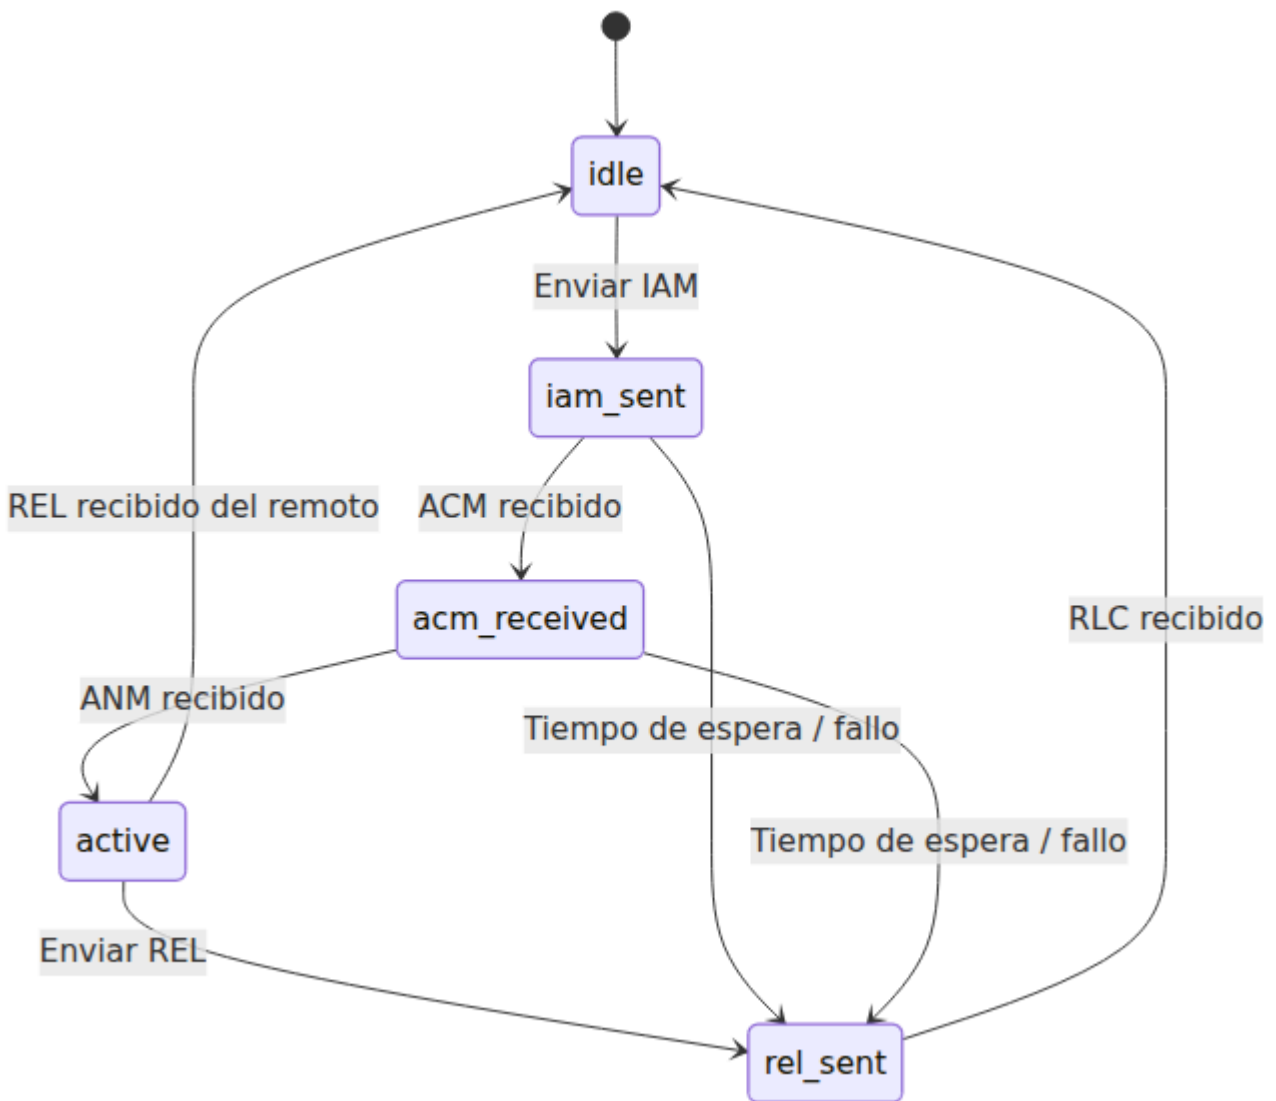 idle
Enviar IAM
iam_sent
REL recibido del remoto
ACM recibido
acm_received
RLC recibido
ANM recibido
Tiempo de espera / fallo
active
Tiempo de espera / fallo
Enviar REL
rel_sent